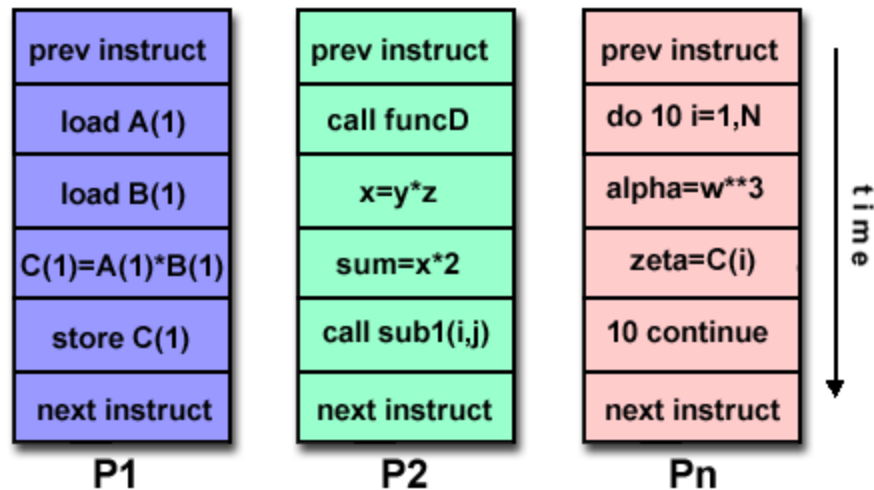 prev instruct
load A(1)
load B(1)
C(1)=A(1)*B(1)
store C(1)
next instruct
P1
prev instruct
call funcD
x=y*z
sum=x*2
call sub1(i,j)
next instruct
P2
prev instruct
do 10 i=1,N
alpha=w**3
zeta=C(i)
10 continue
next instruct
Pn
time